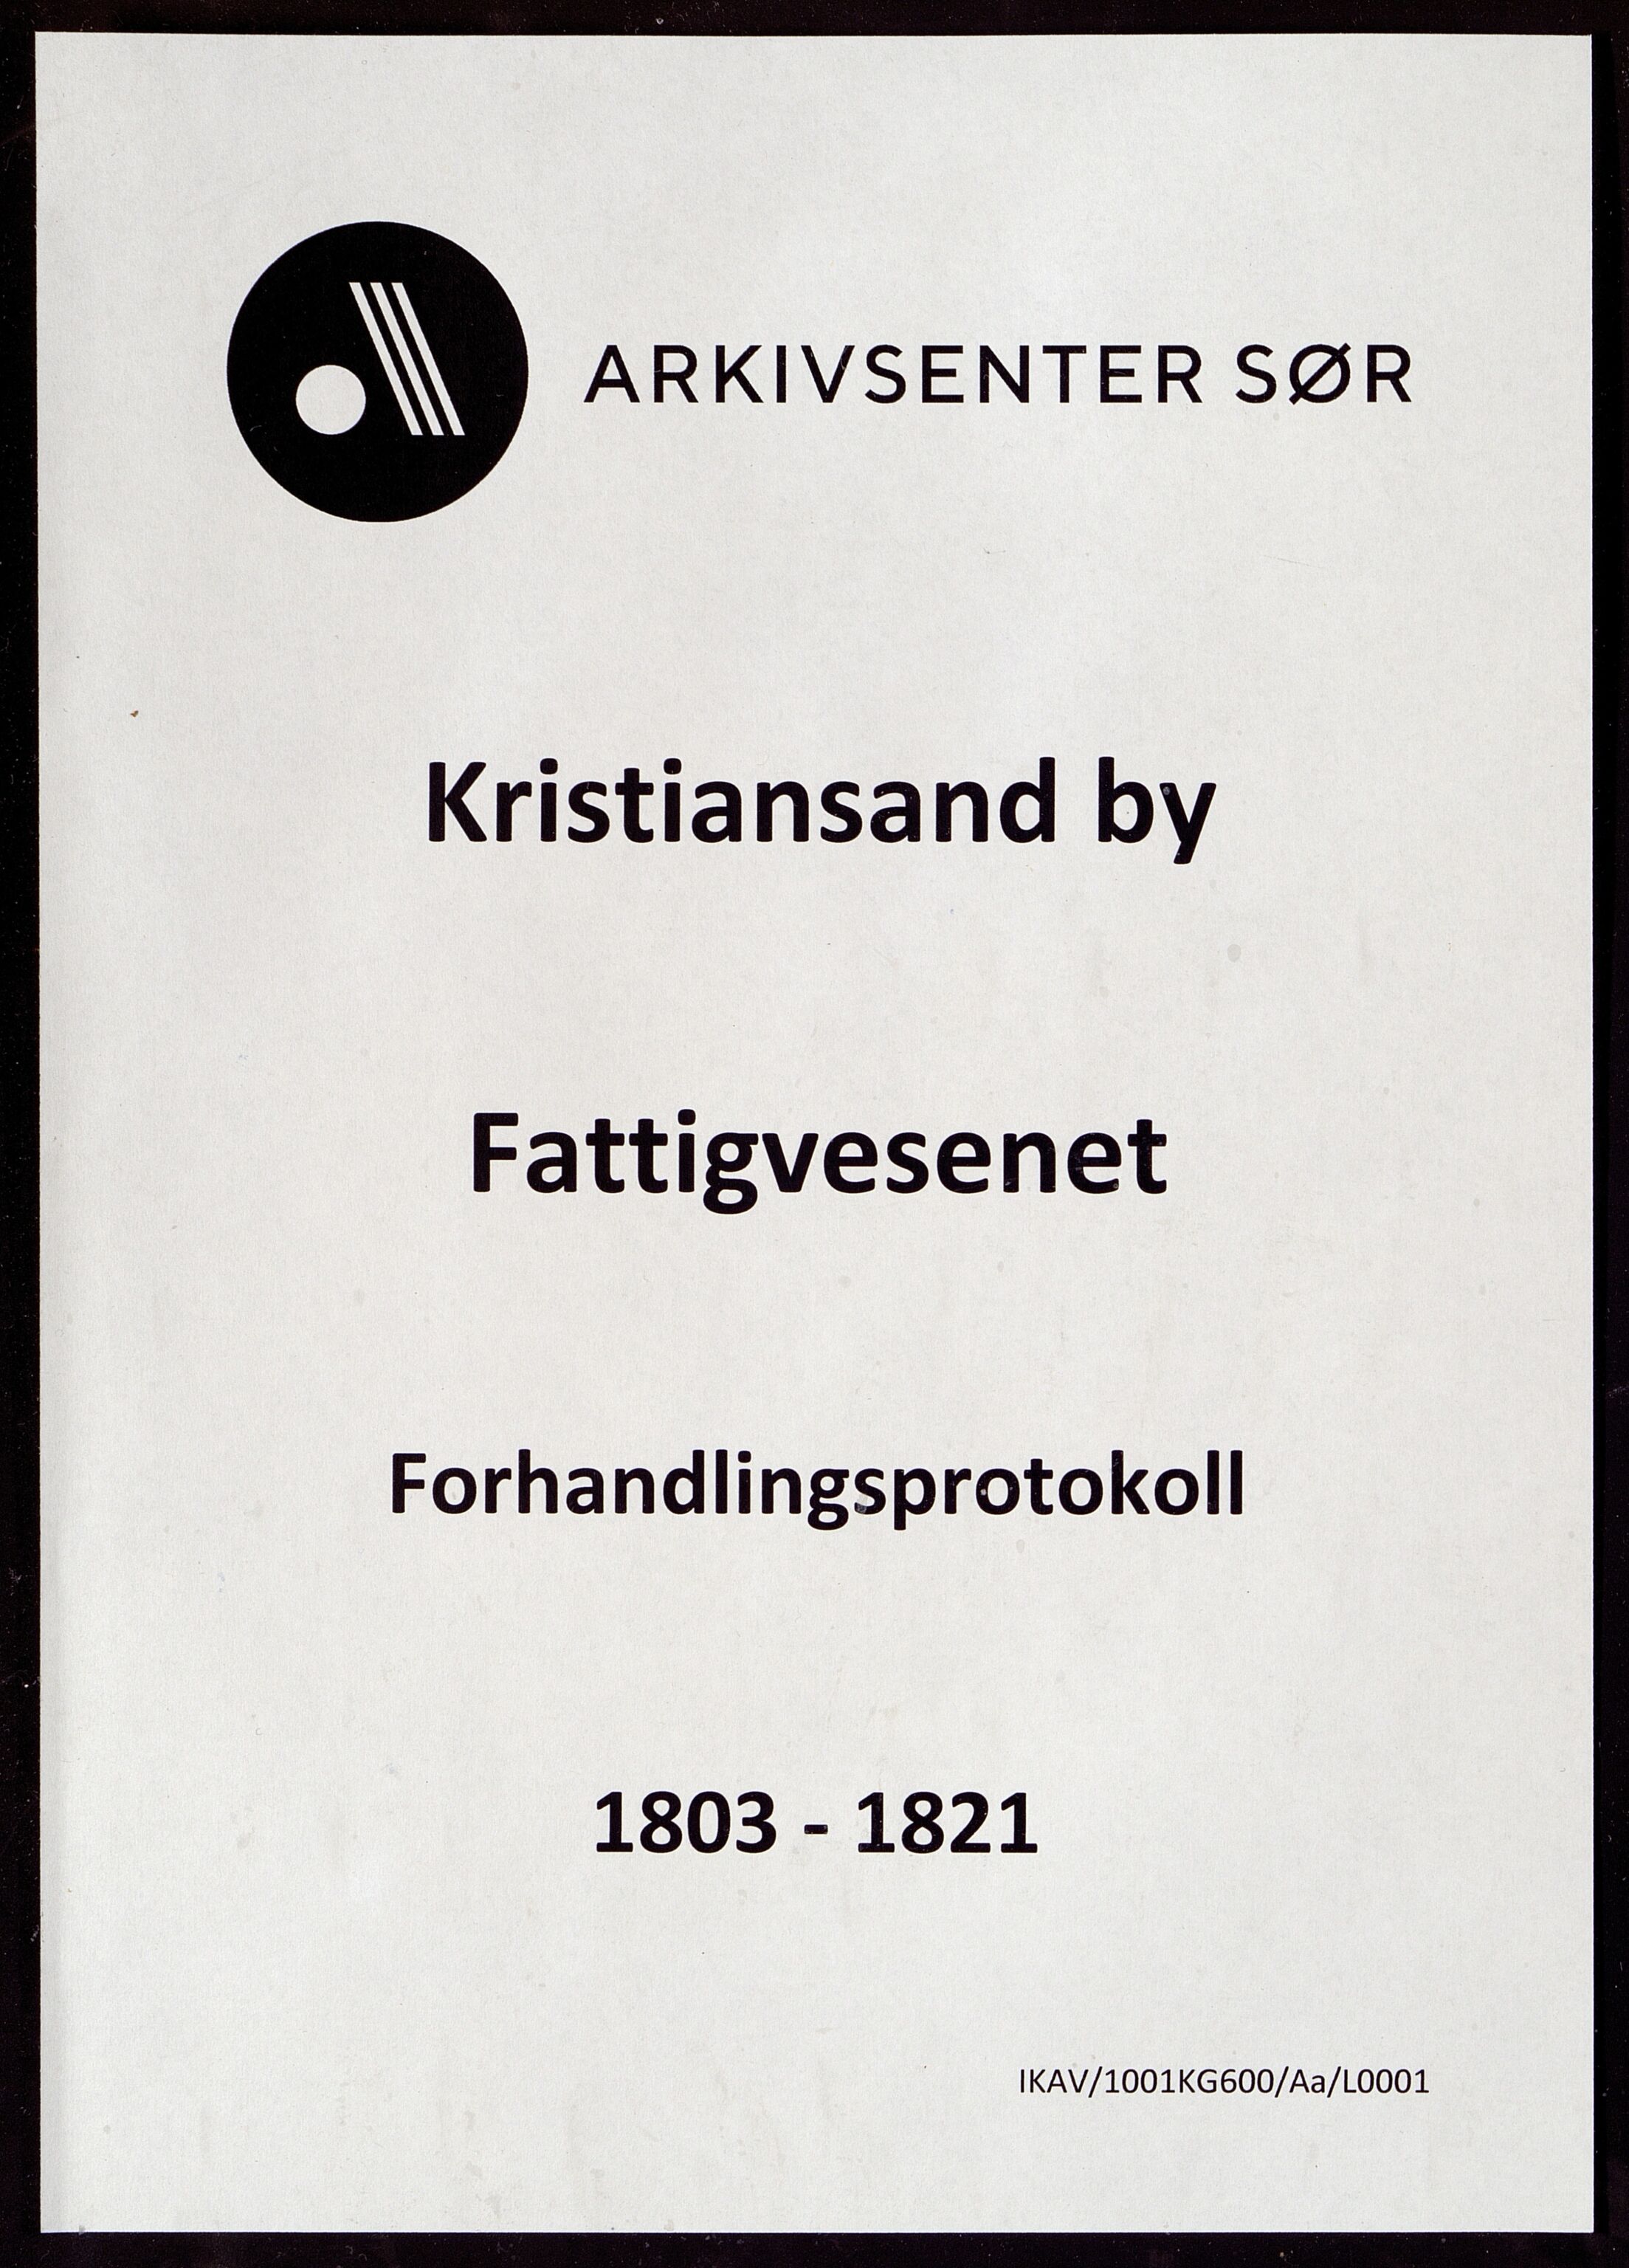 ARKIVSENTER SØR
Kristiansand by
Fattigvesenet
Forhandlingsprotokoll
1803 - 1821
IKAV/1001KG600/Aa/L0001